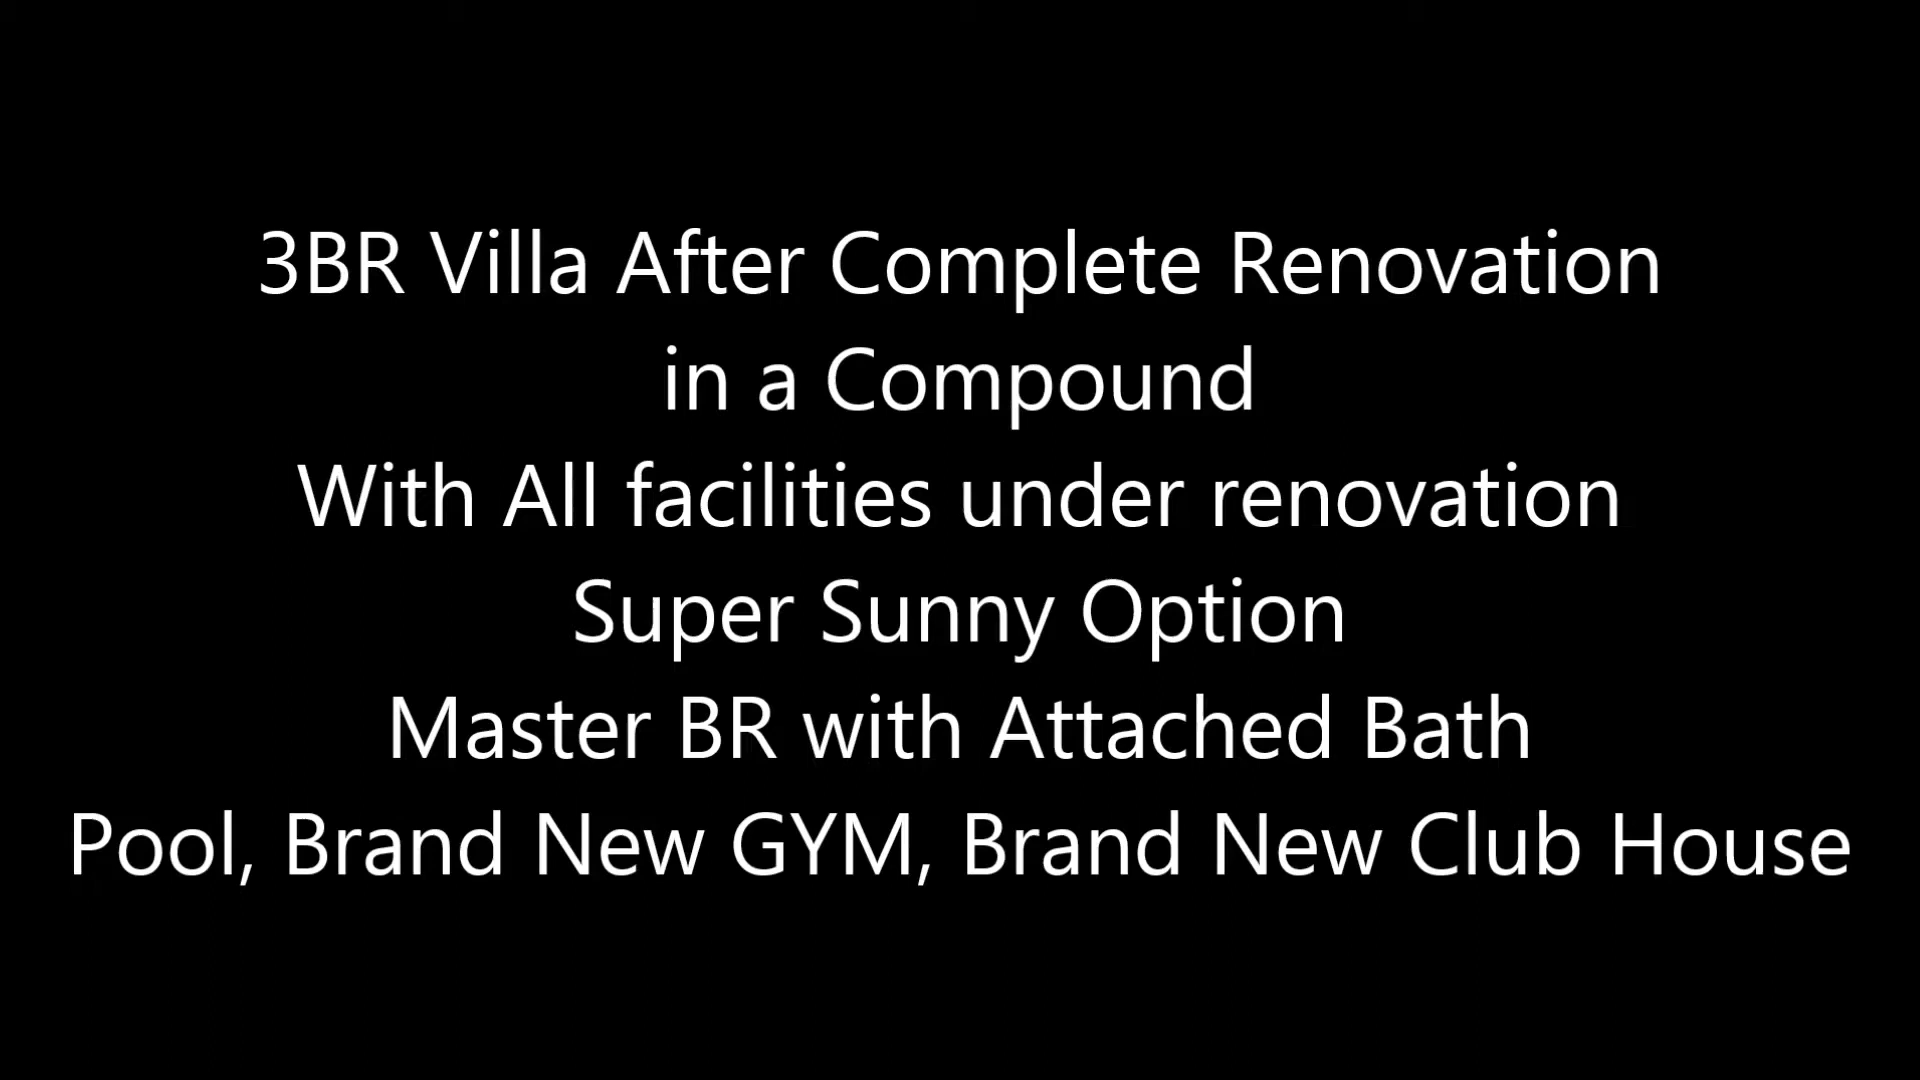 3BR Villa After Complete Renovation
in a Compound
With All facilities under renovation
Super Sunny Option
Master BR with Attached Bath
Pool, Brand New GYM, Brand New Club House